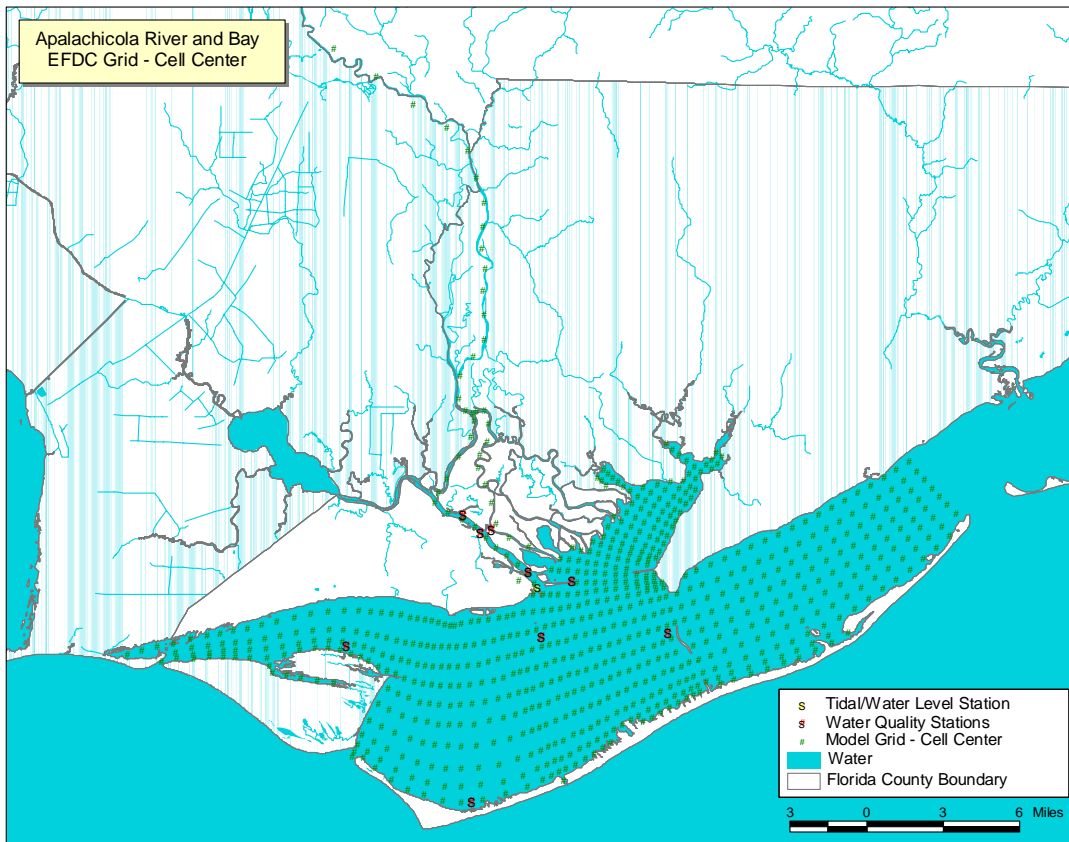 Apalachicola River and Bay
EFDC Grid - Cell Center
S Tidal/Water Level Station
S Water Quality Stations
# Model Grid - Cell Center
Water
Florida County Boundary
3 0 3 6 Miles